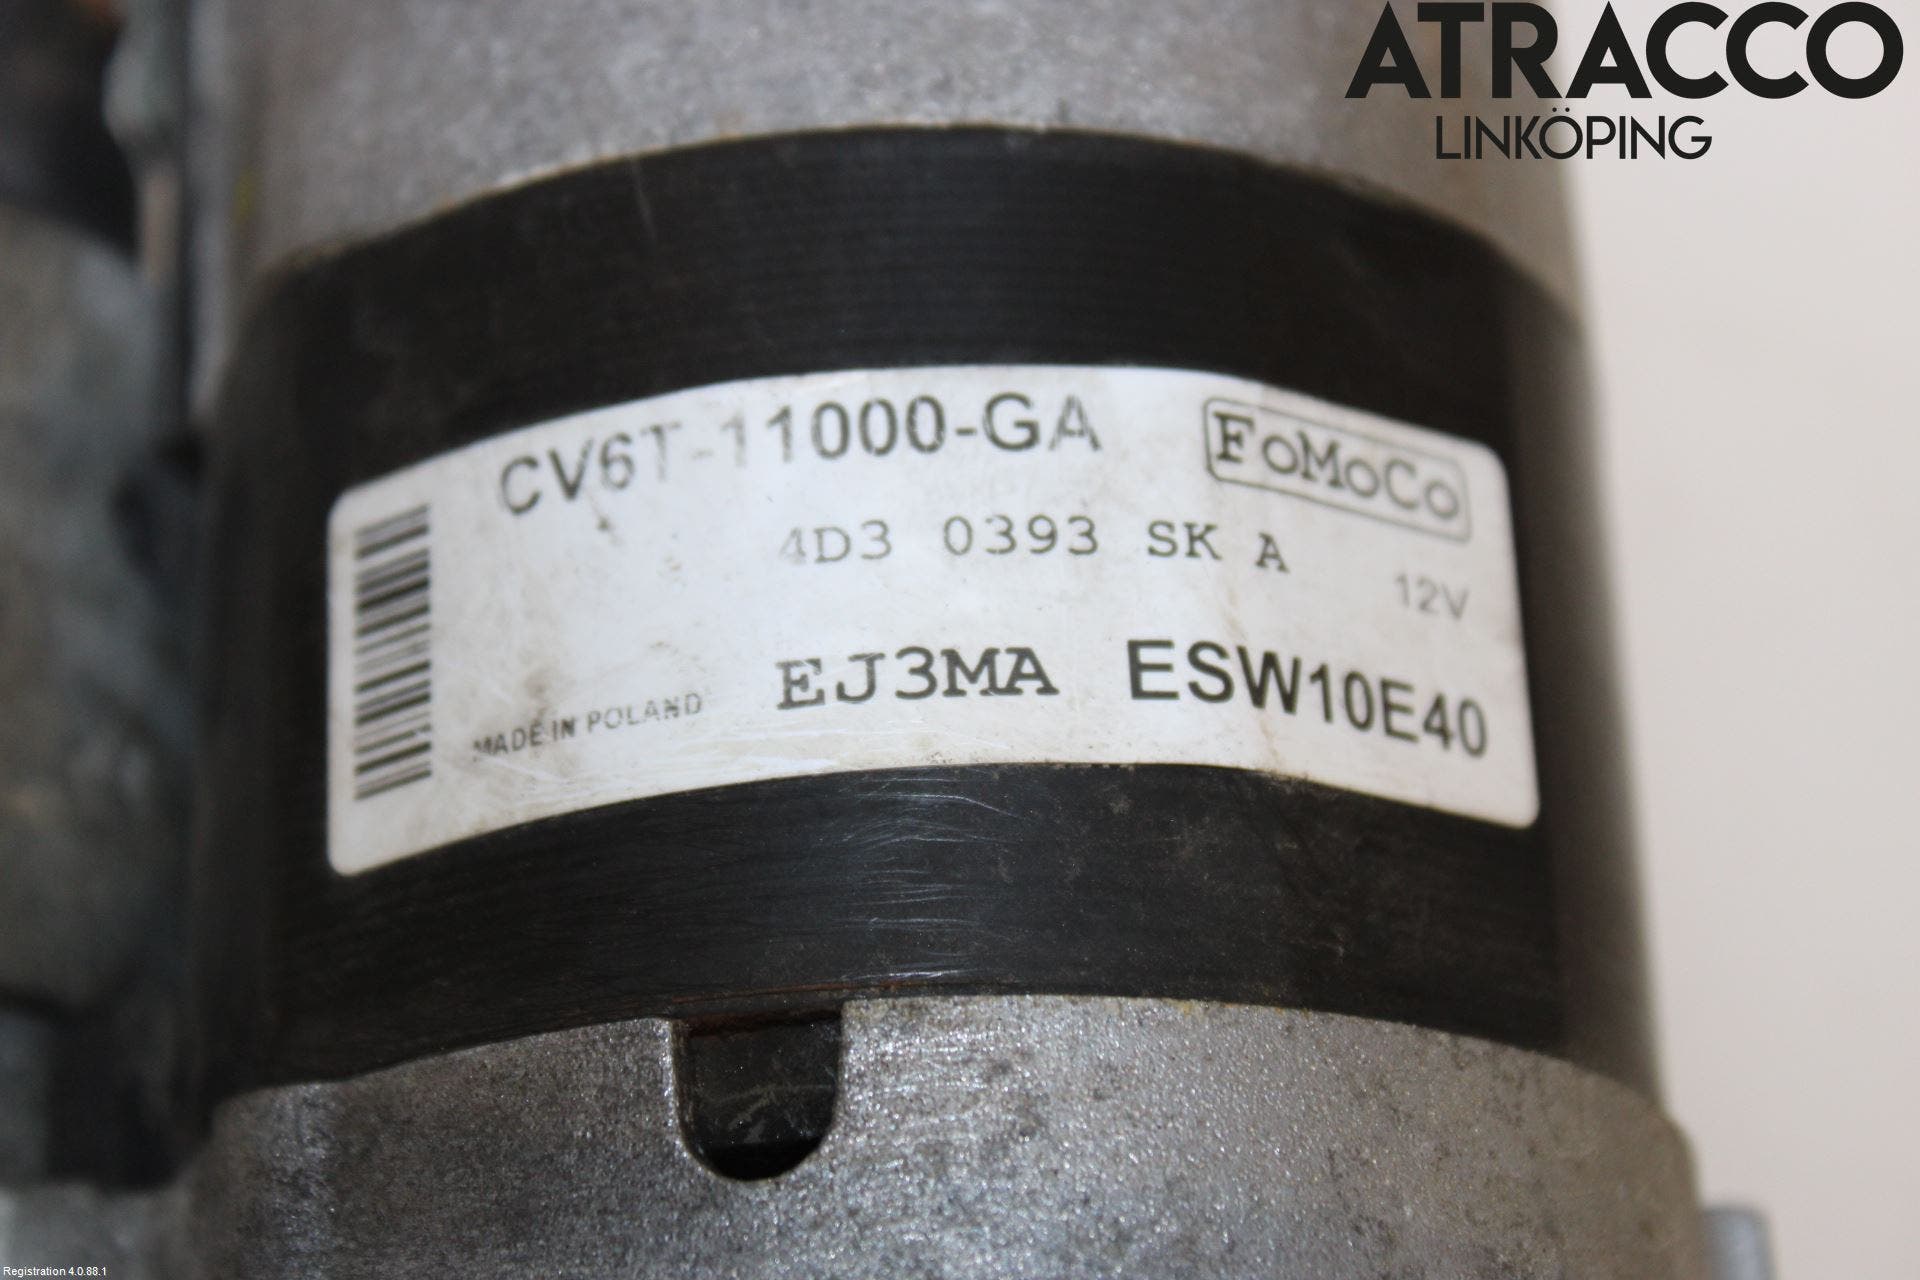 ATRACCO
LINKÖPING
CV6T-11000-GA
FoMoCo
4D3 0393 SK A
12V
EJ3MA ESW10E40
MADE IN POLAND
Registration 4.0.88.1